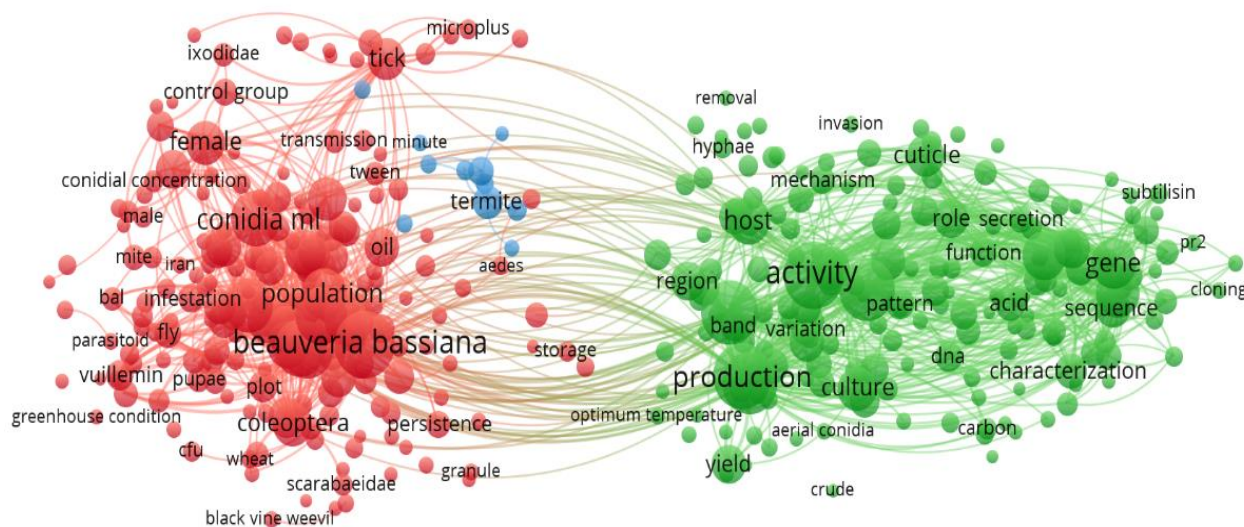 microplus
ixodidae
tick
control group
female
transmission
minute
tween
conidial concentration
termite
male
conidia ml
oil
mite
iran
aedes
bal
infestation
population
parasitoid
fly
beauveria bassiana
storage
vuillemin
pupae
plot
greenhouse condition
coleoptera
persistence
cfu
wheat
granule
scarabaeidae
black vine weevil
removal
invasion
hyphae
cuticle
mechanism
subtilisin
host
role
secretion
function
pr2
activity
gene
region
pattern
acid
sequence
cloning
band
variation
dna
production
culture
characterization
optimum temperature
aerial conidia
carbon
yield
crude